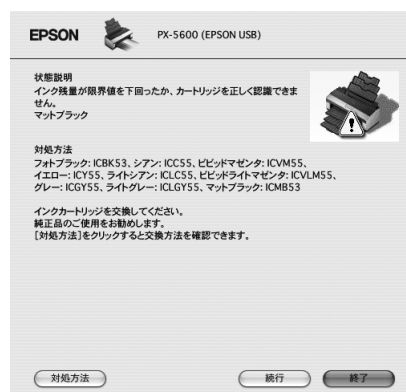 EPSON PX-5600 (EPSON USB)
状態説明
インク残量が限界値を下回ったか、カートリッジを正しく認識できま
せん。
マットブラック
対処方法
フォトブラック: ICBK53、シアン: ICC55、ビビッドマゼンタ: ICVM55、
イエロー: ICY55、ライトシアン: ICLC55、ビビッドライトマゼンタ: ICVLM55、
グレー: ICGY55、ライトグレー: ICLGY55、マットブラック: ICMB53
インクカートリッジを交換してください。
純正品のご使用をお勧めします。
[対処方法]をクリックすると交換方法を確認できます。
対処方法 続行 終了